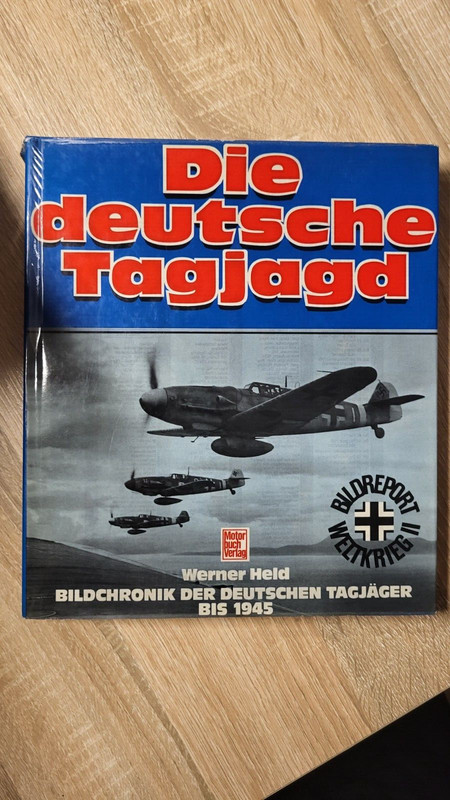 Die
deutsche
Tagjagd
BILDREPORT
WELTKRIEG II
Motor
buch
Verlag
Werner Held
BILDCHRONIK DER DEUTSCHEN TAGJÄGER
BIS 1945